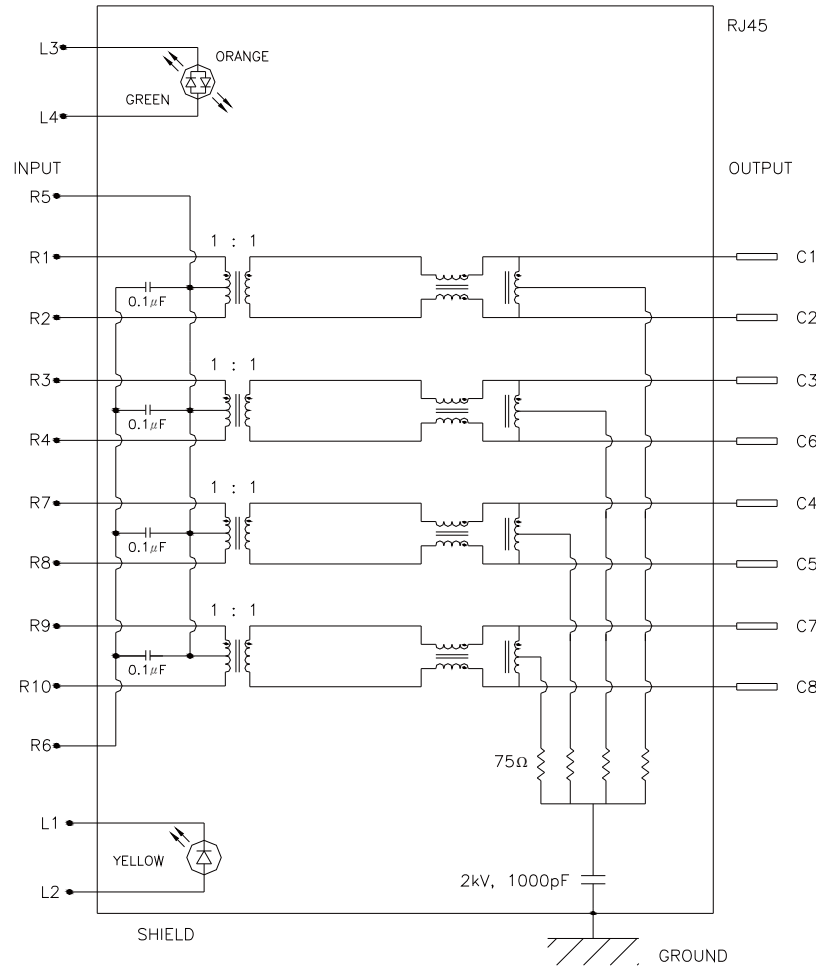 RJ45
L3
ORANGE
GREEN
L4
INPUT
OUTPUT
R5
1 : 1
R1
C1
0.1μF
R2
C2
1 : 1
R3
C3
0.1μF
R4
C6
1 : 1
R7
C4
0.1μF
R8
C5
1 : 1
R9
C7
0.1μF
R10
C8
R6
75Ω
L1
YELLOW
2kV, 1000pF
L2
SHIELD
GROUND